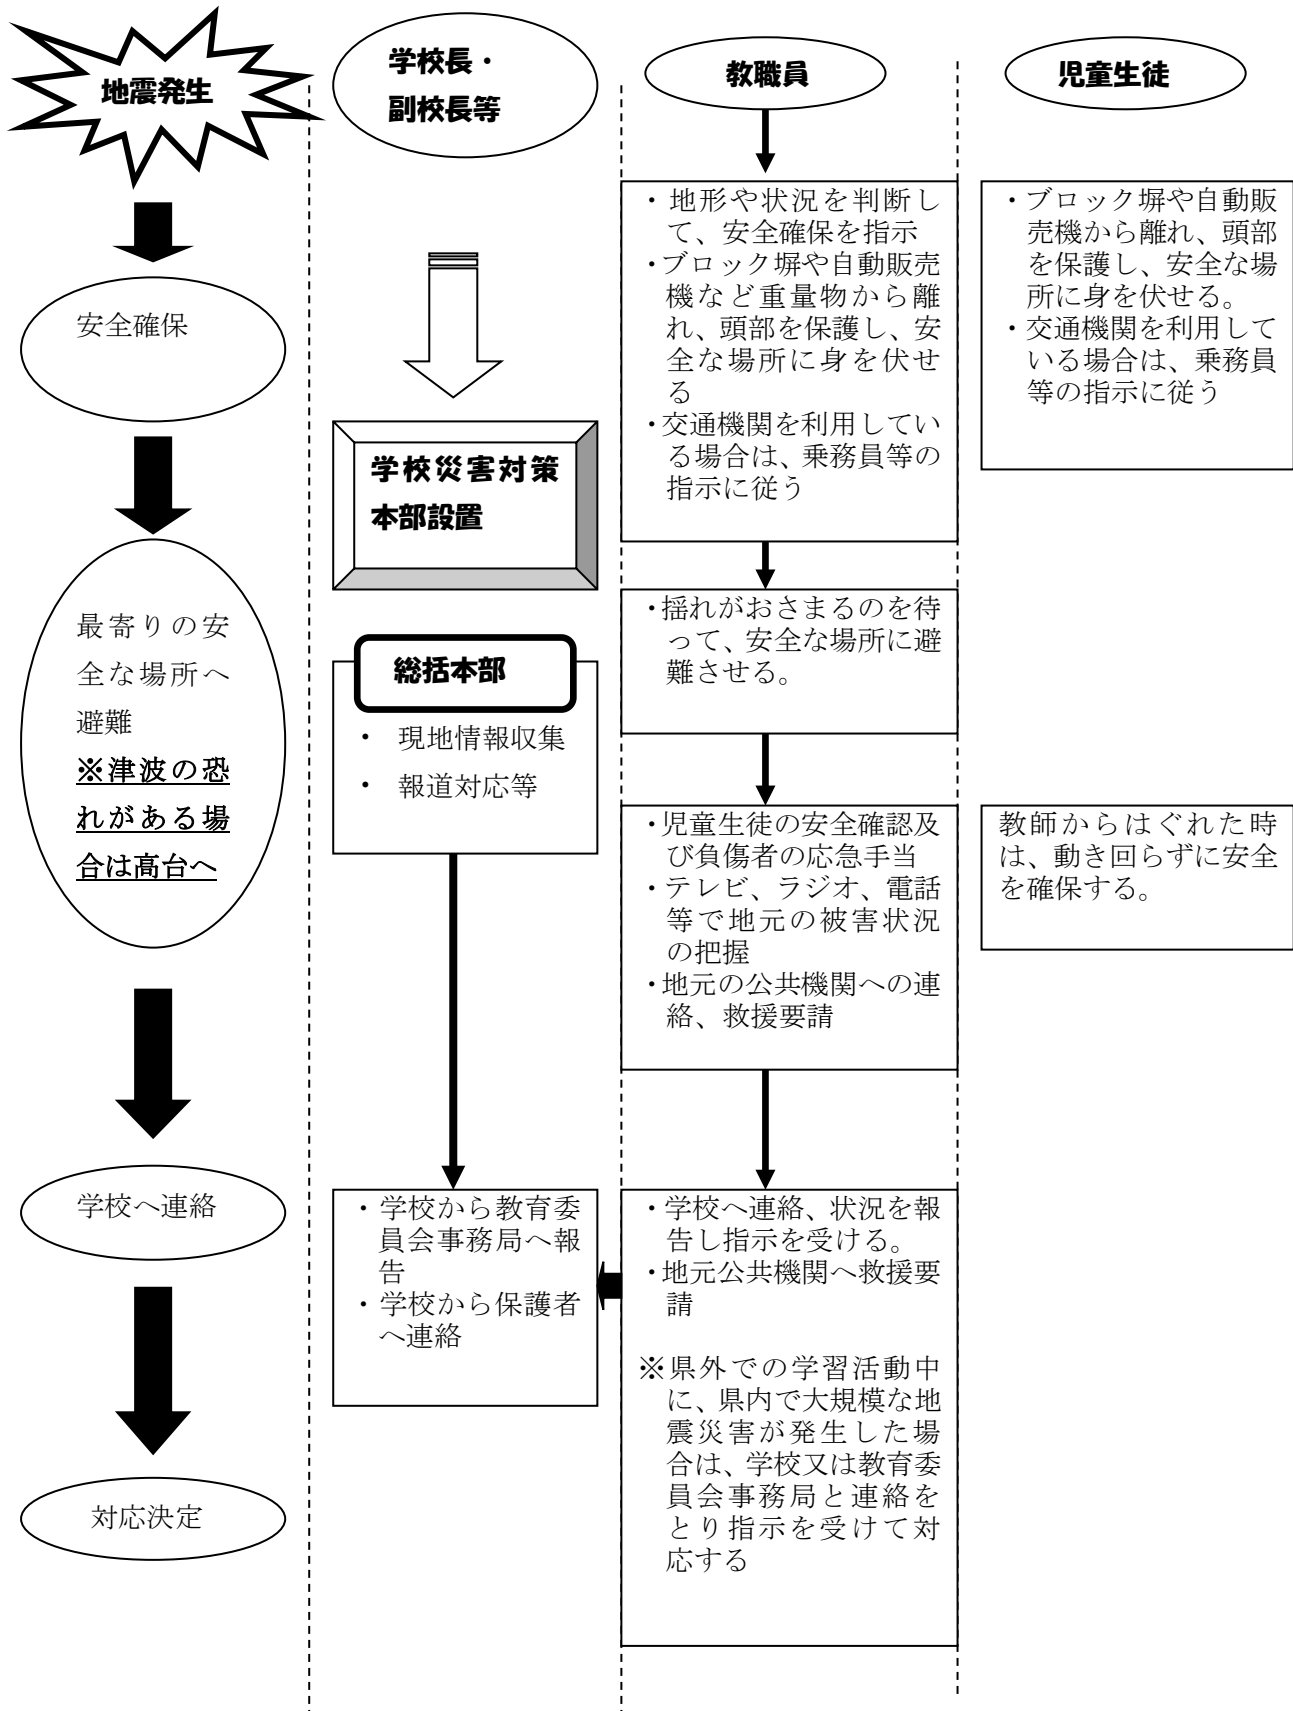 地震発生
安全確保
最寄りの安
全な場所へ
避難
※津波の恐
れがある場
合は高台へ
学校へ連絡
対応決定
学校長・
副校長等
学校災害対策
本部設置
総括本部
・ 現地情報収集
・ 報道対応等
・学校から教育委
員会事務局へ報
告
・学校から保護者
へ連絡
教職員
・地形や状況を判断し
て、安全確保を指示
・ブロック塀や自動販売
機など重量物から離
れ、頭部を保護し、安
全な場所に身を伏せ
る
・交通機関を利用してい
る場合は、乗務員等の
指示に従う
・揺れがおさまるのを待
って、安全な場所に避
難させる。
・児童生徒の安全確認及
び負傷者の応急手当
・テレビ、ラジオ、電話
等で地元の被害状況
の把握
・地元の公共機関への連
絡、救援要請
・学校へ連絡、状況を報
告し指示を受ける。
・地元公共機関へ救援要
請
※県外での学習活動中
に、県内で大規模な地
震災害が発生した場
合は、学校又は教育委
員会事務局と連絡を
とり指示を受けて対
応する
児童生徒
・ブロック塀や自動販
売機から離れ、頭部
を保護し、安全な場
所に身を伏せる。
・交通機関を利用して
いる場合は、乗務員
等の指示に従う
教師からはぐれた時
は、動き回らずに安全
を確保する。